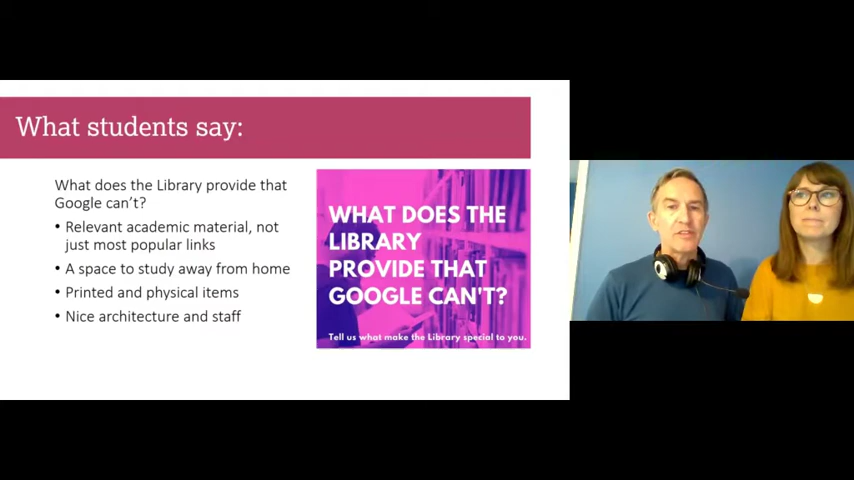 What students say:
What does the Library provide that
Google can't?
• Relevant academic material, not
just most popular links
• A space to study away from home
• Printed and physical items
• Nice architecture and staff
WHAT DOES THE
LIBRARY
PROVIDE THAT
GOOGLE CAN'T?
Tell us what make the Library special to you.